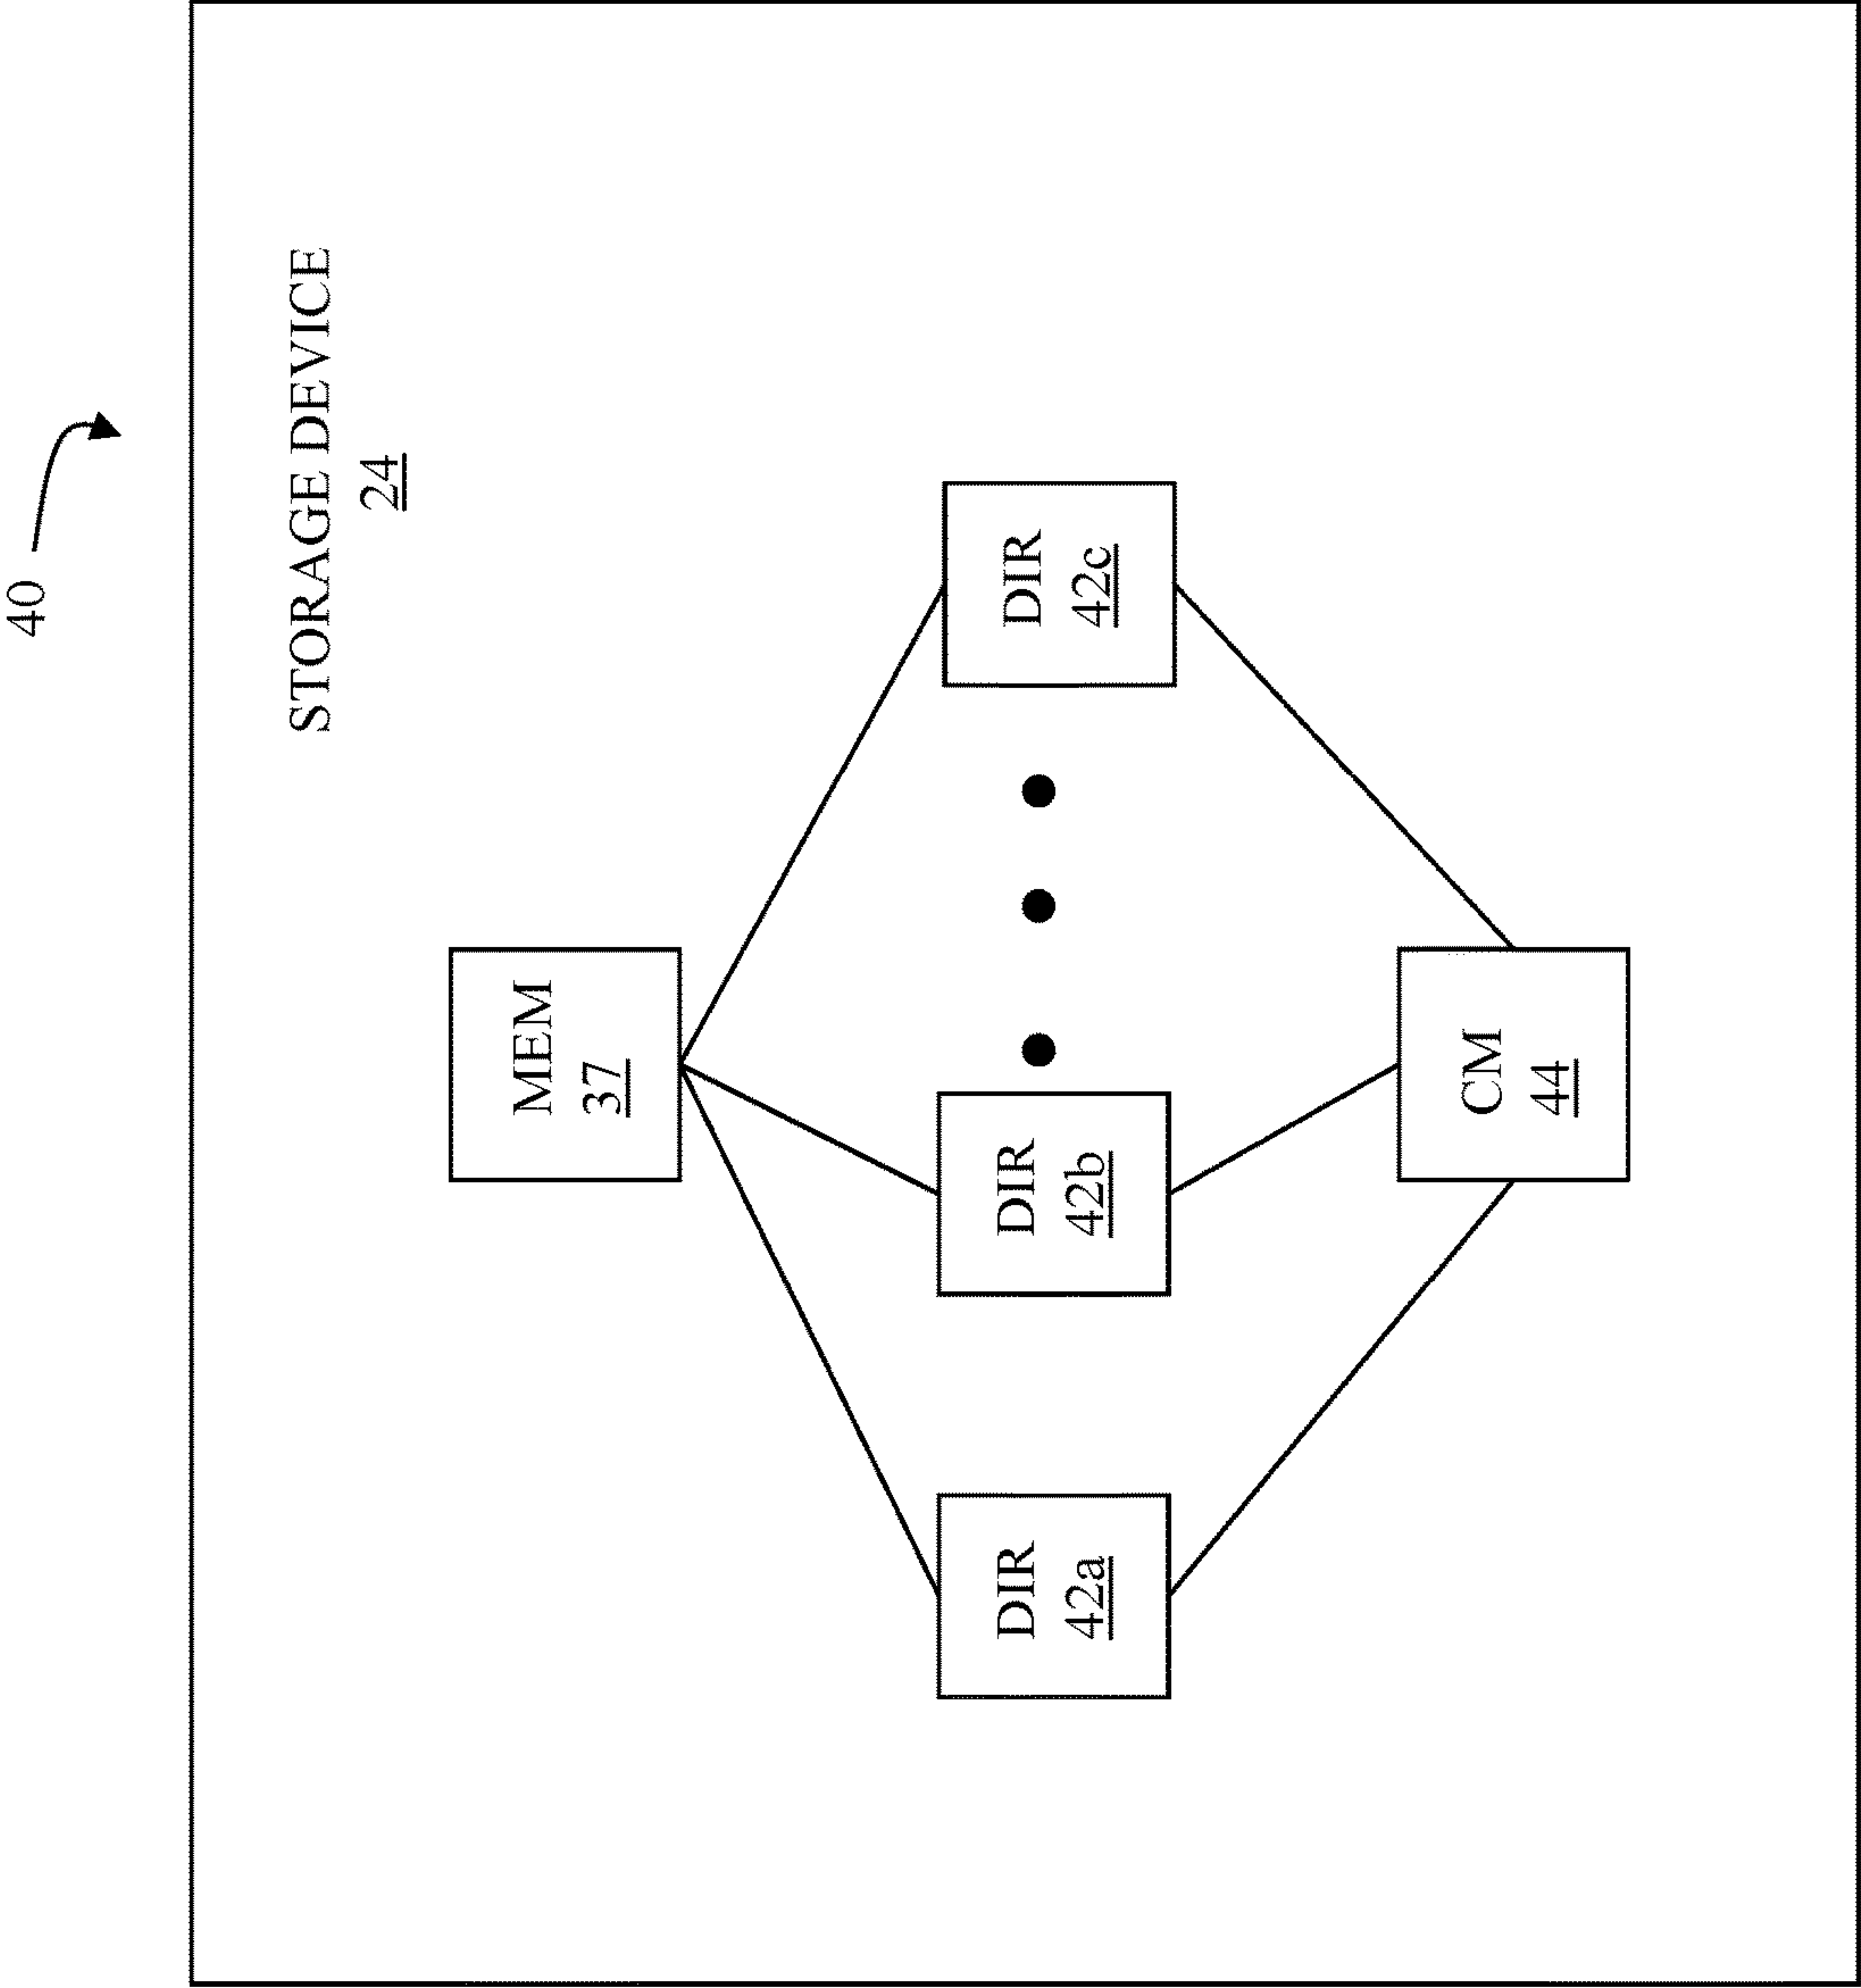 40
STORAGE DEVICE
24
MEM
37
DIR
42a
DIR
42b
DIR
42c
CM
44